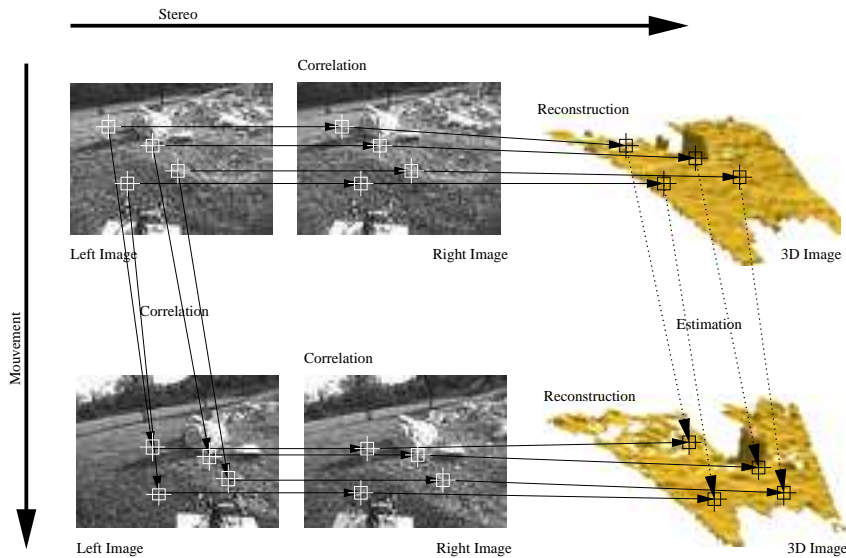 Stereo
Correlation
Reconstruction
Left Image
Right Image
3D Image
Mouvement
Correlation
Estimation
Correlation
Reconstruction
Left Image
Right Image
3D Image